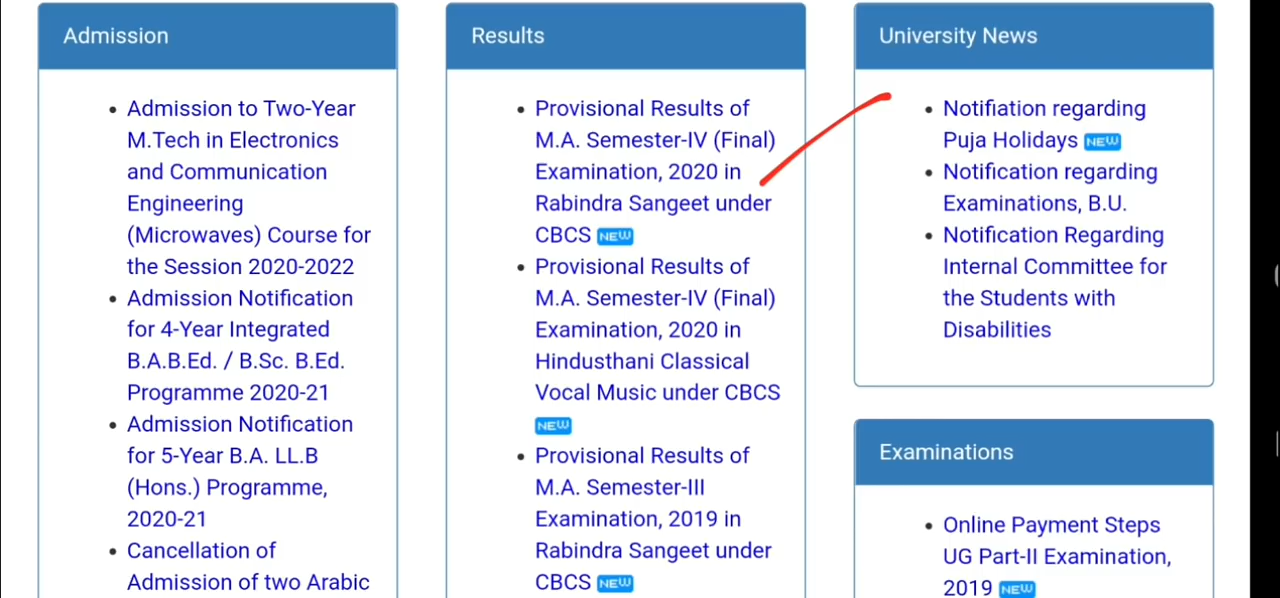 Admission
Admission to Two-Year
M.Tech in Electronics
and Communication
Engineering
(Microwaves) Course for
the Session 2020-2022
Admission Notification
for 4-Year Integrated
B.A.B.Ed. / B.Sc. B.Ed.
Programme 2020-21
Admission Notification
for 5-Year B.A. LL.B
(Hons.) Programme,
2020-21
Cancellation of
Admission of two Arabic
Results
Provisional Results of
M.A. Semester-IV (Final)
Examination, 2020 in
Rabindra Sangeet under
CBCS NEW
Provisional Results of
M.A. Semester-IV (Final)
Examination, 2020 in
Hindusthani Classical
Vocal Music under CBCS
NEW
Provisional Results of
M.A. Semester-III
Examination, 2019 in
Rabindra Sangeet under
CBCS NEW
University News
Notifiation regarding
Puja Holidays NEW
Notification regarding
Examinations, B.U.
Notification Regarding
Internal Committee for
the Students with
Disabilities
Examinations
Online Payment Steps
UG Part-II Examination,
2019 NEW